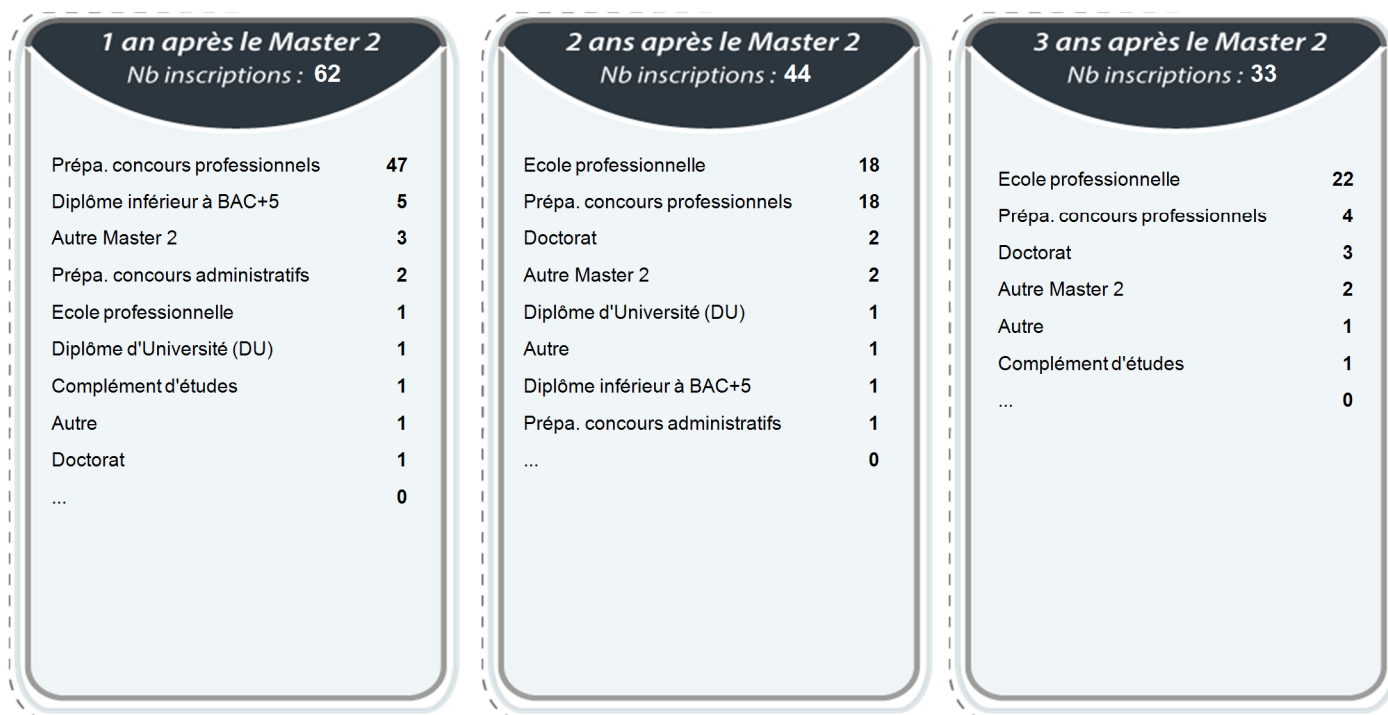 1 an après le Master 2
Nb inscriptions : 62
Prépa. concours professionnels 47
Diplôme inférieur à BAC+5 5
Autre Master 2 3
Prépa. concours administratifs 2
Ecole professionnelle 1
Diplôme d'Université (DU) 1
Complément d'études 1
Autre 1
Doctorat 1
... 0
2 ans après le Master 2
Nb inscriptions : 44
Ecole professionnelle 18
Prépa. concours professionnels 18
Doctorat 2
Autre Master 2 2
Diplôme d'Université (DU) 1
Autre 1
Diplôme inférieur à BAC+5 1
Prépa. concours administratifs 1
... 0
3 ans après le Master 2
Nb inscriptions : 33
Ecole professionnelle 22
Prépa. concours professionnels 4
Doctorat 3
Autre Master 2 2
Autre 1
Complément d'études 1
... 0